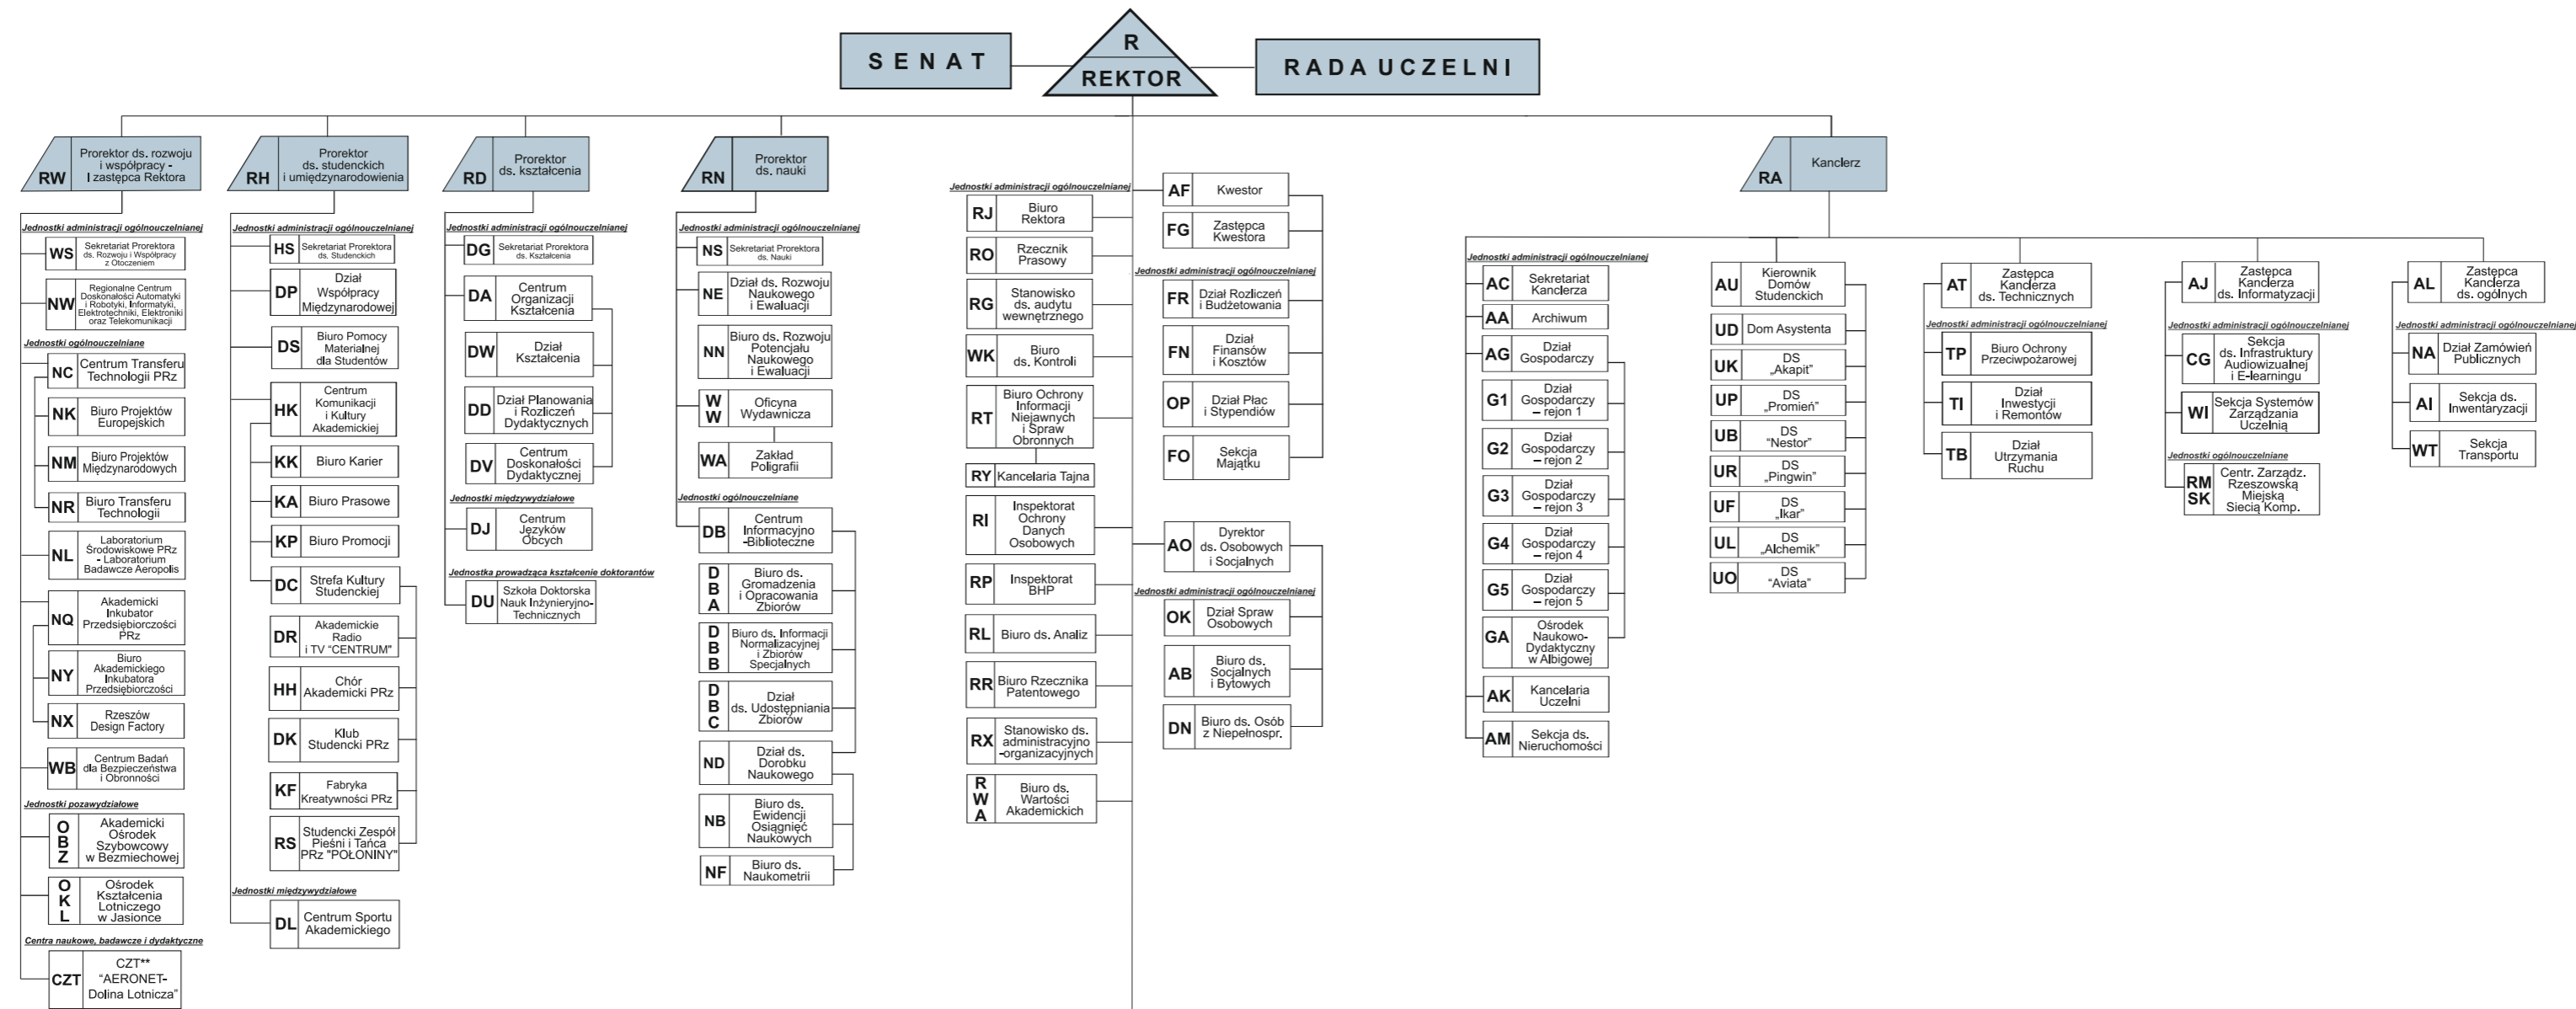 S E N A T
R
REKTOR
RADA UCZELNI
RW
Prorektor ds. rozwoju
i współpracy -
I zastępca Rektora
RH
Prorektor
ds. studenckich
i umiędzynarodowienia
RD
Prorektor
ds. kształcenia
RN
Prorektor
ds. nauki
RA
Kanclerz
Jednostki administracji ogólnouczelnianej
WS
Sekretariat Prorektora
ds. Rozwoju i Współpracy
z Otoczeniem
NW
Regionalne Centrum
Doskonałości Automatyki
i Robotyki, Informatyki,
Elektrotechniki, Elektroniki
oraz Telekomunikacji
Jednostki ogólnouczelniane
NC
Centrum Transferu
Technologii PRz
NK
Biuro Projektów
Europejskich
NM
Biuro Projektów
Międzynarodowych
NR
Biuro Transferu
Technologii
NL
Laboratorium
Środowiskowe PRz
- Laboratorium
Badawcze Aeropolis
NQ
Akademicki
Inkubator
Przedsiębiorczości
PRz
NY
Biuro
Akademickiego
Inkubatora
Przedsiębiorczości
NX
Rzeszów
Design Factory
WB
Centrum Badań
dla Bezpieczeństwa
i Obronności
Jednostki pozawydziałowe
O
B
Z
Akademicki
Ośrodek
Szybowcowy
w Bezmiechowej
O
K
L
Ośrodek
Kształcenia
Lotniczego
w Jasionce
Centra naukowe, badawcze i dydaktyczne
CZT
CZT**
“AERONET-
Dolina Lotnicza”
Jednostki administracji ogólnouczelnianej
HS
Sekretariat Prorektora
ds. Studenckich
DP
Dział
Współpracy
Międzynarodowej
DS
Biuro Pomocy
Materialnej
dla Studentów
HK
Centrum
Komunikacji
i Kultury
Akademickiej
KK
Biuro Karier
KA
Biuro Prasowe
KP
Biuro Promocji
DC
Strefa Kultury
Studenckiej
DR
Akademickie
Radio
i TV “CENTRUM”
HH
Chór
Akademicki PRz
DK
Klub
Studencki PRz
KF
Fabryka
Kreatywności PRz
RS
Studencki Zespół
Pieśni i Tańca
PRz "POŁONINY"
Jednostki międzywydziałowe
DL
Centrum Sportu
Akademickiego
Jednostki administracji ogólnouczelnianej
DG
Sekretariat Prorektora
ds. Kształcenia
DA
Centrum
Organizacji
Kształcenia
DW
Dział
Kształcenia
DD
Dział Planowania
i Rozliczeń
Dydaktycznych
DV
Centrum
Doskonałości
Dydaktycznej
Jednostki międzywydziałowe
DJ
Centrum
Języków
Obcych
Jednostka prowadząca kształcenie doktorantów
DU
Szkoła Doktorska
Nauk Inżynieryjno-
Technicznych
Jednostki administracji ogólnouczelnianej
NS
Sekretariat Prorektora
ds. Nauki
NE
Dział ds. Rozwoju
Naukowego
i Ewaluacji
NN
Biuro ds. Rozwoju
Potencjału
Naukowego
i Ewaluacji
W
W
Oficyna
Wydawnicza
WA
Zakład
Poligrafii
Jednostki ogólnouczelniane
DB
Centrum
Informacyjno
-Biblioteczne
D
B
A
Biuro ds.
Gromadzenia
i Opracowania
Zbiorów
D
B
B
Biuro ds. Informacji
Normalizacyjnej
i Zbiorów
Specjalnych
D
B
C
Dział
ds. Udostępniania
Zbiorów
ND
Dział ds.
Dorobku
Naukowego
NB
Biuro ds.
Ewidencji
Osiągnięć
Naukowych
NF
Biuro ds.
Naukometrii
Jednostki administracji ogólnouczelnianej
RJ
Biuro
Rektora
RO
Rzecznik
Prasowy
RG
Stanowisko
ds. audytu
wewnętrznego
WK
Biuro
ds. Kontroli
RT
Biuro Ochrony
Informacji
Niejawnych
i Spraw
Obronnych
RY
Kancelaria Tajna
RI
Inspektorat
Ochrony
Danych
Osobowych
RP
Inspektorat
BHP
RL
Biuro ds. Analiz
RR
Biuro Rzecznika
Patentowego
RX
Stanowisko ds.
administracyjno
-organizacyjnych
R
W
A
Biuro ds.
Wartości
Akademickich
AF
Kwestor
FG
Zastępca
Kwestora
Jednostki administracji ogólnouczelnianej
FR
Dział Rozliczeń
i Budżetowania
FN
Dział
Finansów
i Kosztów
OP
Dział Płac
i Stypendiów
FO
Sekcja
Majątku
AO
Dyrektor
ds. Osobowych
i Socjalnych
Jednostki administracji ogólnouczelnianej
OK
Dział Spraw
Osobowych
AB
Biuro ds.
Socjalnych
i Bytowych
DN
Biuro ds. Osób
z Niepełnospr.
Jednostki administracji ogólnouczelnianej
AC
Sekretariat
Kanclerza
AA
Archiwum
AG
Dział
Gospodarczy
G1
Dział
Gospodarczy
– rejon 1
G2
Dział
Gospodarczy
– rejon 2
G3
Dział
Gospodarczy
– rejon 3
G4
Dział
Gospodarczy
– rejon 4
G5
Dział
Gospodarczy
– rejon 5
GA
Ośrodek
Naukowo-
Dydaktyczny
w Albigowej
AK
Kancelaria
Uczelni
AM
Sekcja ds.
Nieruchomości
AU
Kierownik
Domów
Studenckich
UD
Dom Asystenta
UK
DS
„Akapit”
UP
DS
„Promień”
UB
DS
“Nestor”
UR
DS
„Pingwin”
UF
DS
„Ikar”
UL
DS
„Alchemik”
UO
DS
“Aviata”
AT
Zastępca
Kanclerza
ds. Technicznych
Jednostki administracji ogólnouczelnianej
TP
Biuro Ochrony
Przeciwpożarowej
TI
Dział
Inwestycji
i Remontów
TB
Dział
Utrzymania
Ruchu
AJ
Zastępca
Kanclerza
ds. Informatyzacji
Jednostki administracji ogólnouczelnianej
CG
Sekcja
ds. Infrastruktury
Audiowizualnej
i E-learningu
WI
Sekcja Systemów
Zarządzania
Uczelnią
Jednostki ogólnouczelniane
RM
SK
Centr. Zarządz.
Rzeszowską
Miejską
Siecią Komp.
AL
Zastępca
Kanclerza
ds. ogólnych
Jednostki administracji ogólnouczelnianej
NA
Dział Zamówień
Publicznych
AI
Sekcja ds.
Inwentaryzacji
WT
Sekcja
Transportu